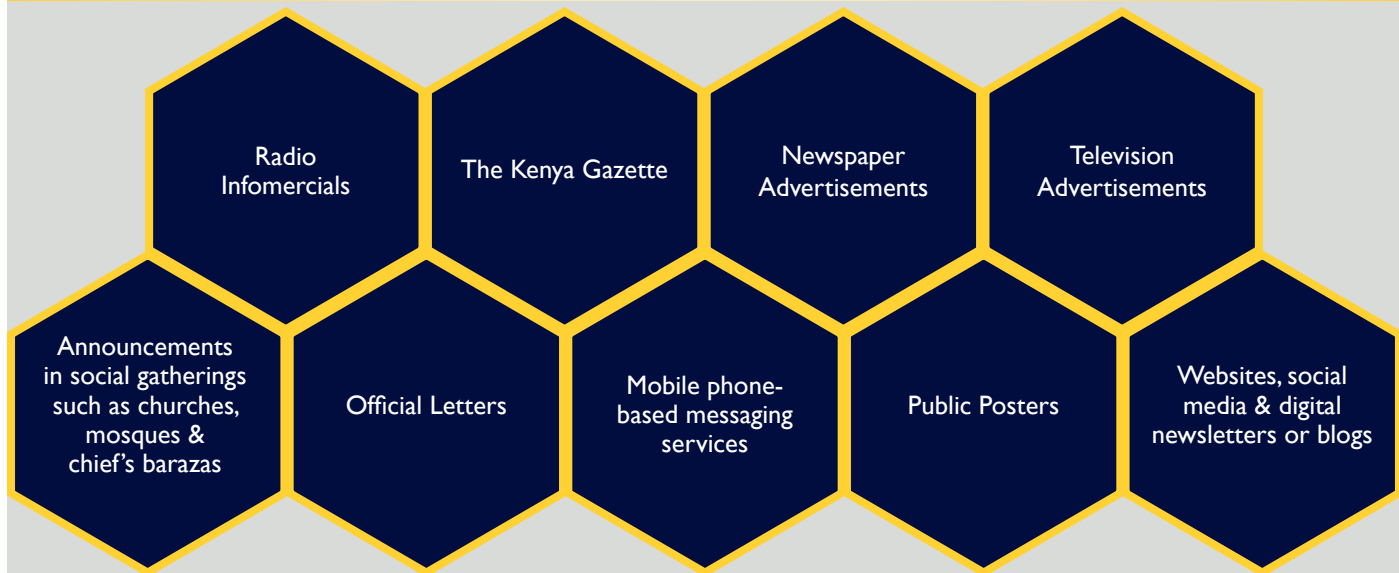 Radio
Infomercials
The Kenya Gazette
Newspaper
Advertisements
Television
Advertisements
Announcements
in social gatherings
such as churches,
mosques &
chief's barazas
Official Letters
Mobile phone-
based messaging
services
Public Posters
Websites, social
media & digital
newsletters or blogs